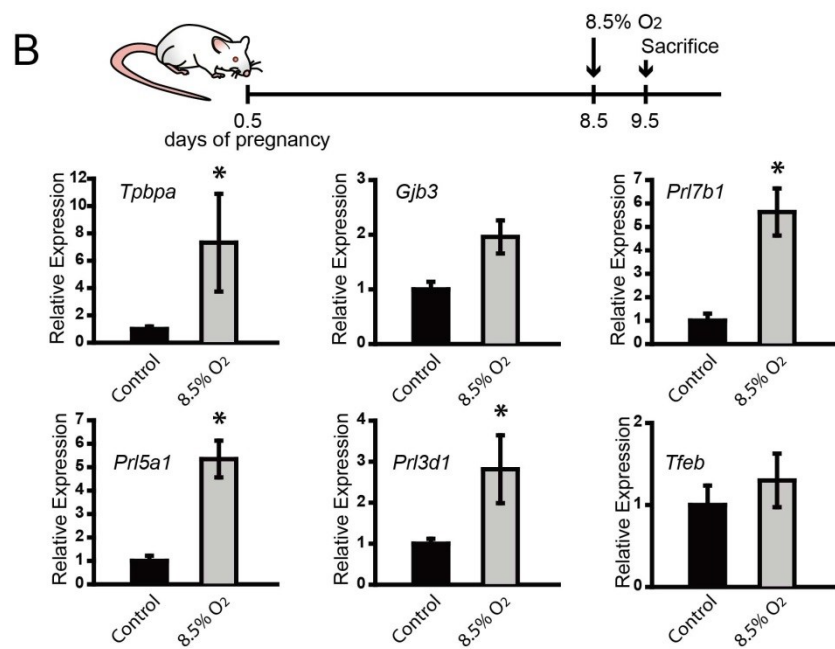 B
8.5% O2
Sacrifice
0.5
8.5
9.5
days of pregnancy
Relative Expression
12
10
8
6
4
2
0
Tpbpa
*
Control
8.5% O2
Relative Expression
3
2
1
0
Gjb3
Control
8.5% O2
Relative Expression
7
6
5
4
3
2
1
0
Prl7b1
*
Control
8.5% O2
Relative Expression
7
6
5
4
3
2
1
0
Prl5a1
*
Control
8.5% O2
Relative Expression
4
3
2
1
0
Prl3d1
*
Control
8.5% O2
Relative Expression
2
1
0
Tfeb
Control
8.5% O2